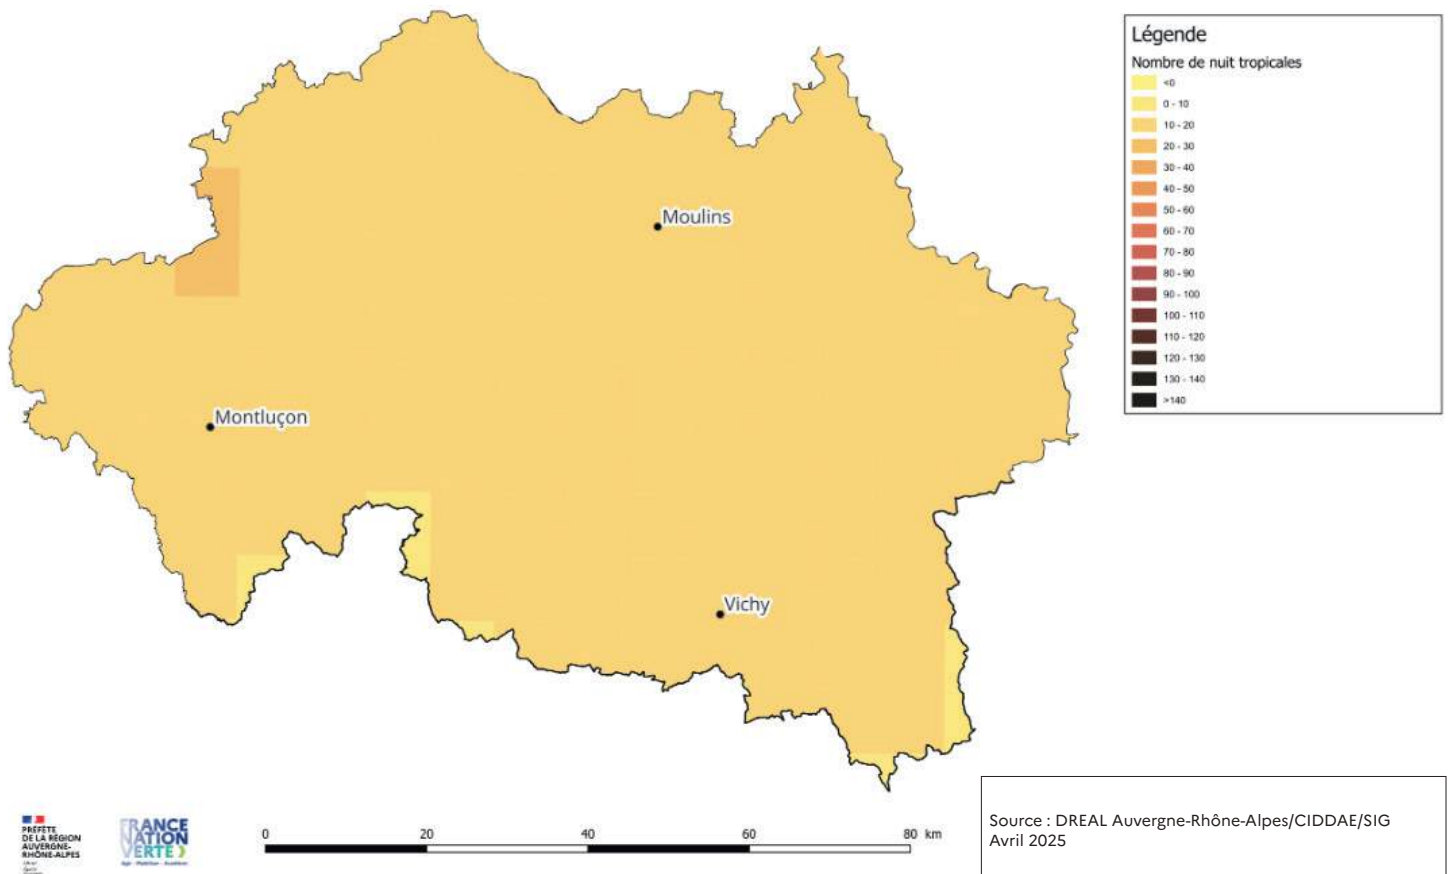 Légende
Nombre de nuit tropicales
<0
0 - 10
10 - 20
20 - 30
30 - 40
40 - 50
50 - 60
60 - 70
70 - 80
80 - 90
90 - 100
100 - 110
110 - 120
120 - 130
130 - 140
>140
Moulins
Montluçon
Vichy
PRÉFÈTE
DE LA RÉGION
AUVERGNE-
RHÔNE-ALPES
FRANCE
NATION
VERTE
0 20 40 60 80 km
Source : DREAL Auvergne-Rhône-Alpes/CIDDAE/SIG
Avril 2025